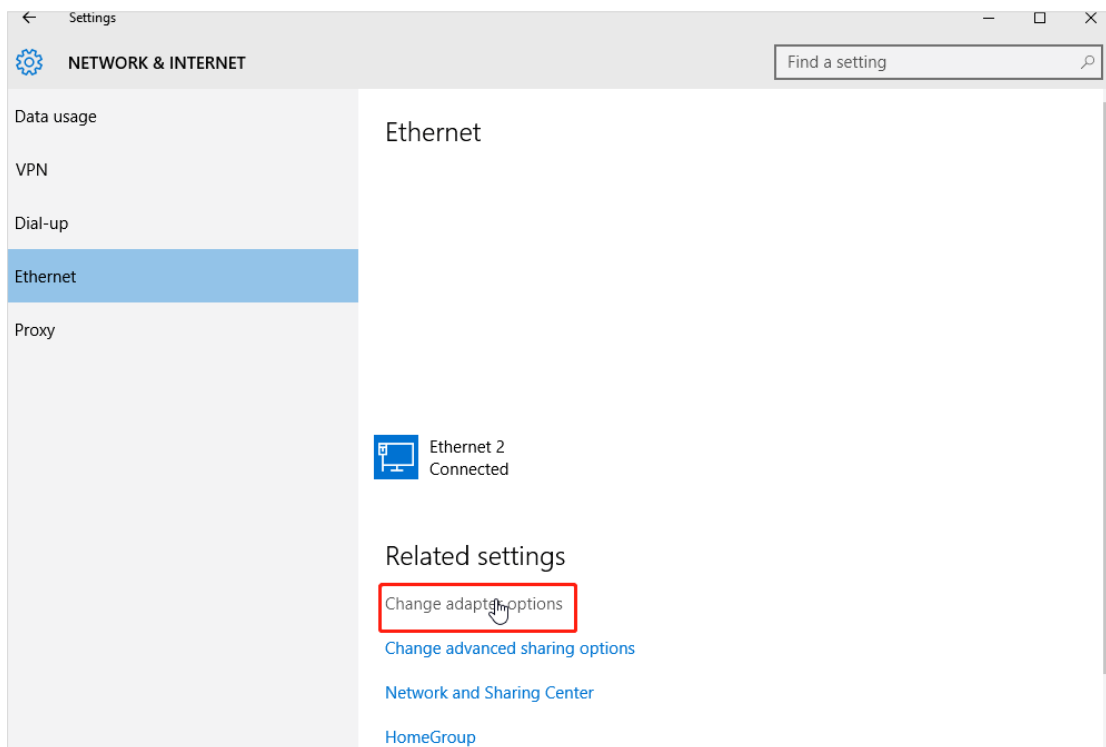 Settings
NETWORK & INTERNET
Find a setting
Data usage
VPN
Dial-up
Ethernet
Proxy
Ethernet
Ethernet 2
Connected
Related settings
Change adapter options
Change advanced sharing options
Network and Sharing Center
HomeGroup